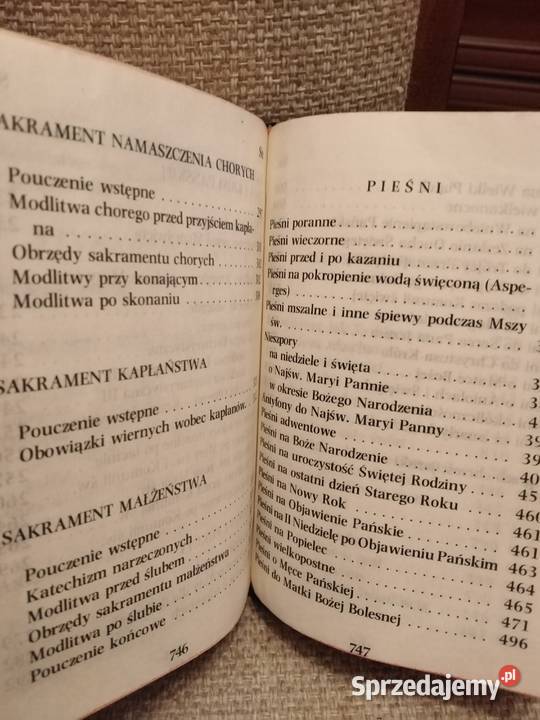 AKRAMENT NAMASZCZENIA CHORYCH
Pouczenie wstępne
Modlitwa chorego przed przyjściem kapła-
na
Obrzędy sakramentu chorych
Modlitwy przy konającym
Modlitwa po skonaniu
SAKRAMENT KAPŁAŃSTWA
Pouczenie wstępne
Obowiązki wiernych wobec kapłanów.
SAKRAMENT MAŁŻEŃSTWA
Pouczenie wstępne
Katechizm narzeczonych
Modlitwa przed ślubem
Obrzędy sakramentu małżeństwa
Modlitwa po ślubie
Pouczenie końcowe
746
PIEŚNI
Pieśni poranne
Pieśni wieczorne
Pieśni przed i po kazaniu
Pieśni na pokropienie wodą święconą (Aspe-
rges)
Pieśni mszalne i inne śpiewy podczas Mszy
św.
Nieszpory
na niedziele i święta
o Najśw. Maryi Pannie
w okresie Bożego Narodzenia
Antyfony do Najśw. Maryi Panny
Pieśni adwentowe
Pieśni na Boże Narodzenie
Pieśni na uroczystość Świętej Rodziny
Pieśni na ostatni dzień Starego Roku
Pieśni na Nowy Rok 460
Pieśni na Objawienie Pańskie 461
Pieśni na II Niedzielę po Objawieniu Pańskim 461
Pieśni na Popielec 463
Pieśni wielkopostne 464
Pieśni o Męce Pańskiej 465
Pieśni do Matki Bożej Bolesnej 471
496
747
Sprzedajemy.pl